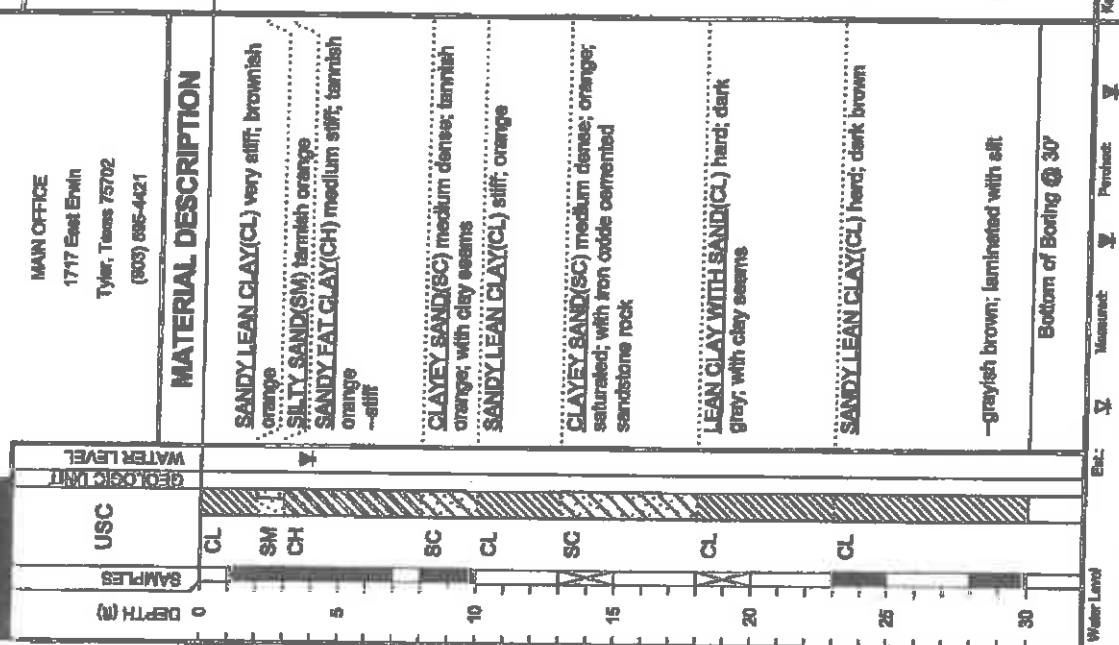 MAIN OFFICE
1717 East Erwin
Tyler, Texas 75702
(903) 595-4421
DEPTH (ft)
SAMPLES
USC
GEOLOGIC UNIT
WATER LEVEL
MATERIAL DESCRIPTION
0
CL
SANDY LEAN CLAY(CL) very stiff; brownish
orange
SM
SILTY SAND(SM) tannish orange
CH
SANDY FAT CLAY(CH) medium stiff; tannish
orange
--stiff
5
SC
CLAYEY SAND(SC) medium dense; tannish
orange; with clay seams
10
CL
SANDY LEAN CLAY(CL) stiff; orange
SC
CLAYEY SAND(SC) medium dense; orange;
saturated; with iron oxide cemented
sandstone rock
15
CL
LEAN CLAY WITH SAND(CL) hard; dark
gray; with clay seams
20
CL
SANDY LEAN CLAY(CL) hard; dark brown
25
--grayish brown; laminated with silt
30
Bottom of Boring @ 30'
Water Level
Est.:
Measured:
Perched: